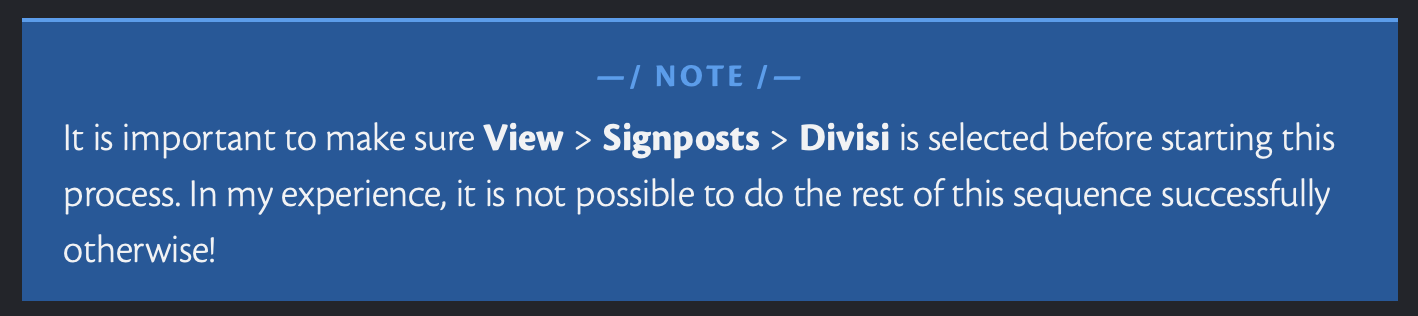 —/ NOTE /—
It is important to make sure View > Signposts > Divisi is selected before starting this
process. In my experience, it is not possible to do the rest of this sequence successfully
otherwise!